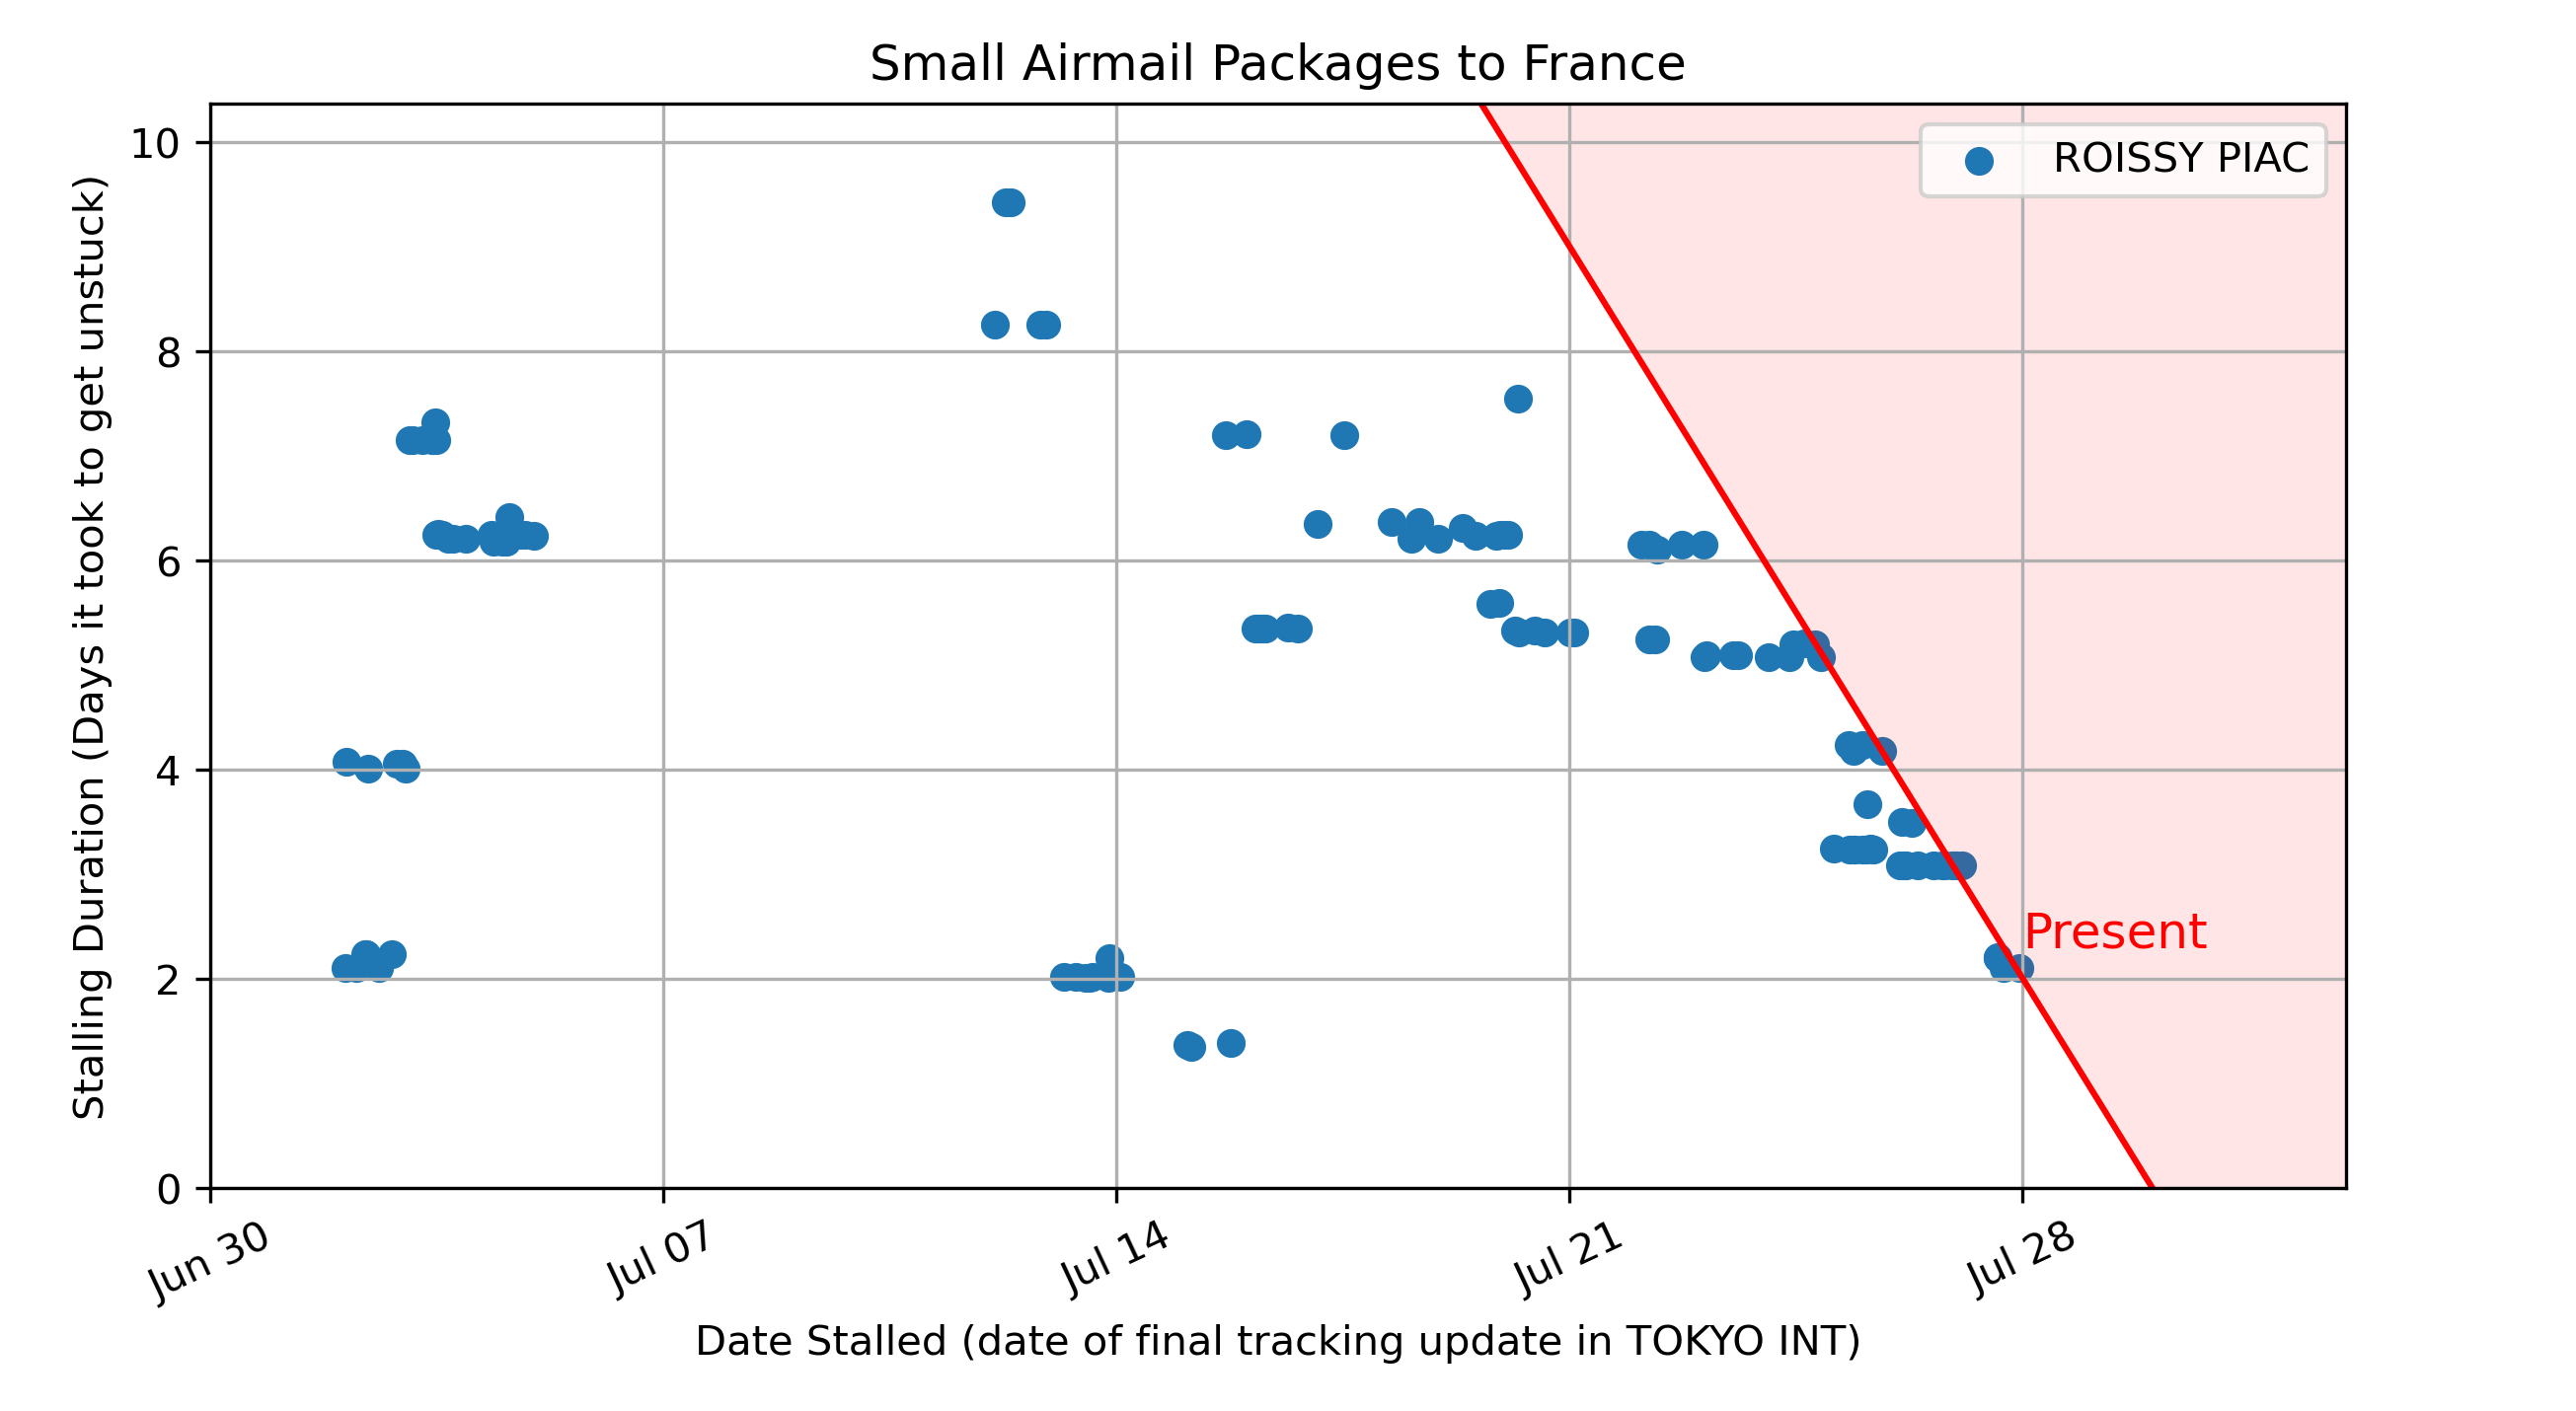 Small Airmail Packages to France
Stalling Duration (Days it took to get unstuck)
10
8
6
4
2
0
ROISSY PIAC
Present
Jun 30
Jul 07
Jul 14
Jul 21
Jul 28
Date Stalled (date of final tracking update in TOKYO INT)